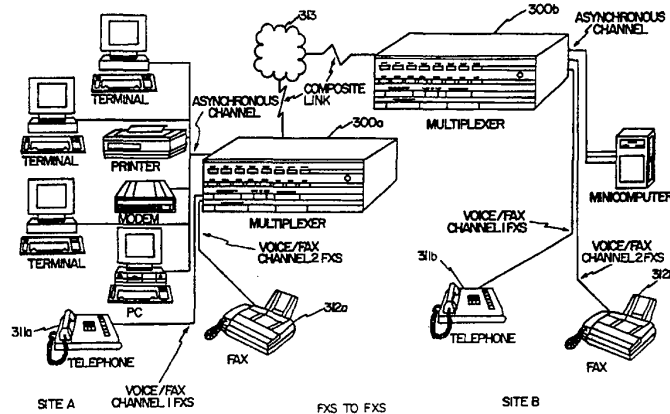 313
300b
ASYNCHRONOUS
CHANNEL
TERMINAL
ASYNCHRONOUS
CHANNEL
COMPOSITE
LINK
300a
MULTIPLEXER
TERMINAL
PRINTER
MODEM
MULTIPLEXER
MINICOMPUTER
TERMINAL
VOICE/FAX
CHANNEL 2 FXS
VOICE/FAX
CHANNEL 1 FXS
311b
VOICE/FAX
CHANNEL 2 FXS
PC
311a
312a
312b
TELEPHONE
FAX
TELEPHONE
FAX
SITE A
VOICE/FAX
CHANNEL 1 FXS
FXS TO FXS
SITE B